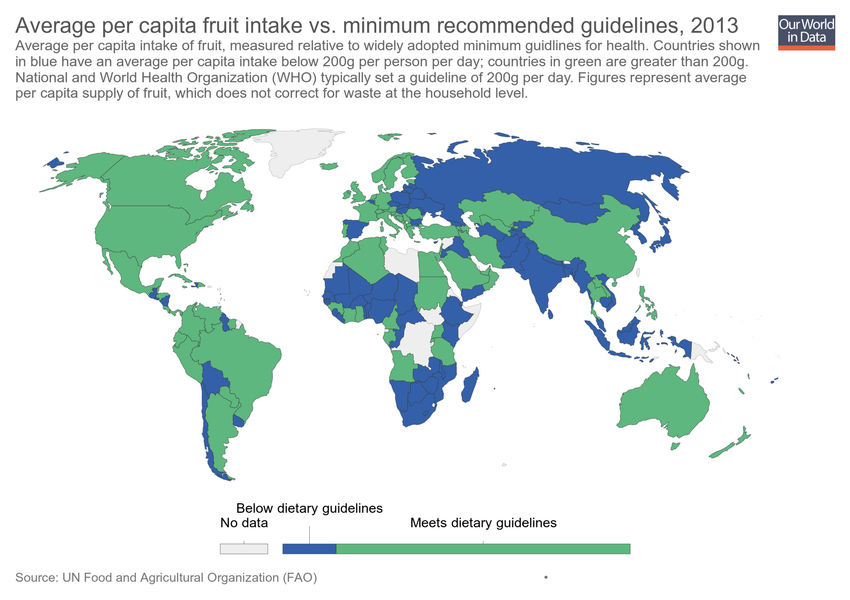 Average per capita fruit intake vs. minimum recommended guidelines, 2013
Our World
in Data
Average per capita intake of fruit, measured relative to widely adopted minimum guidlines for health. Countries shown
in blue have an average per capita intake below 200g per person per day; countries in green are greater than 200g.
National and World Health Organization (WHO) typically set a guideline of 200g per day. Figures represent average
per capita supply of fruit, which does not correct for waste at the household level.
Below dietary guidelines
No data
Meets dietary guidelines
Source: UN Food and Agricultural Organization (FAO)